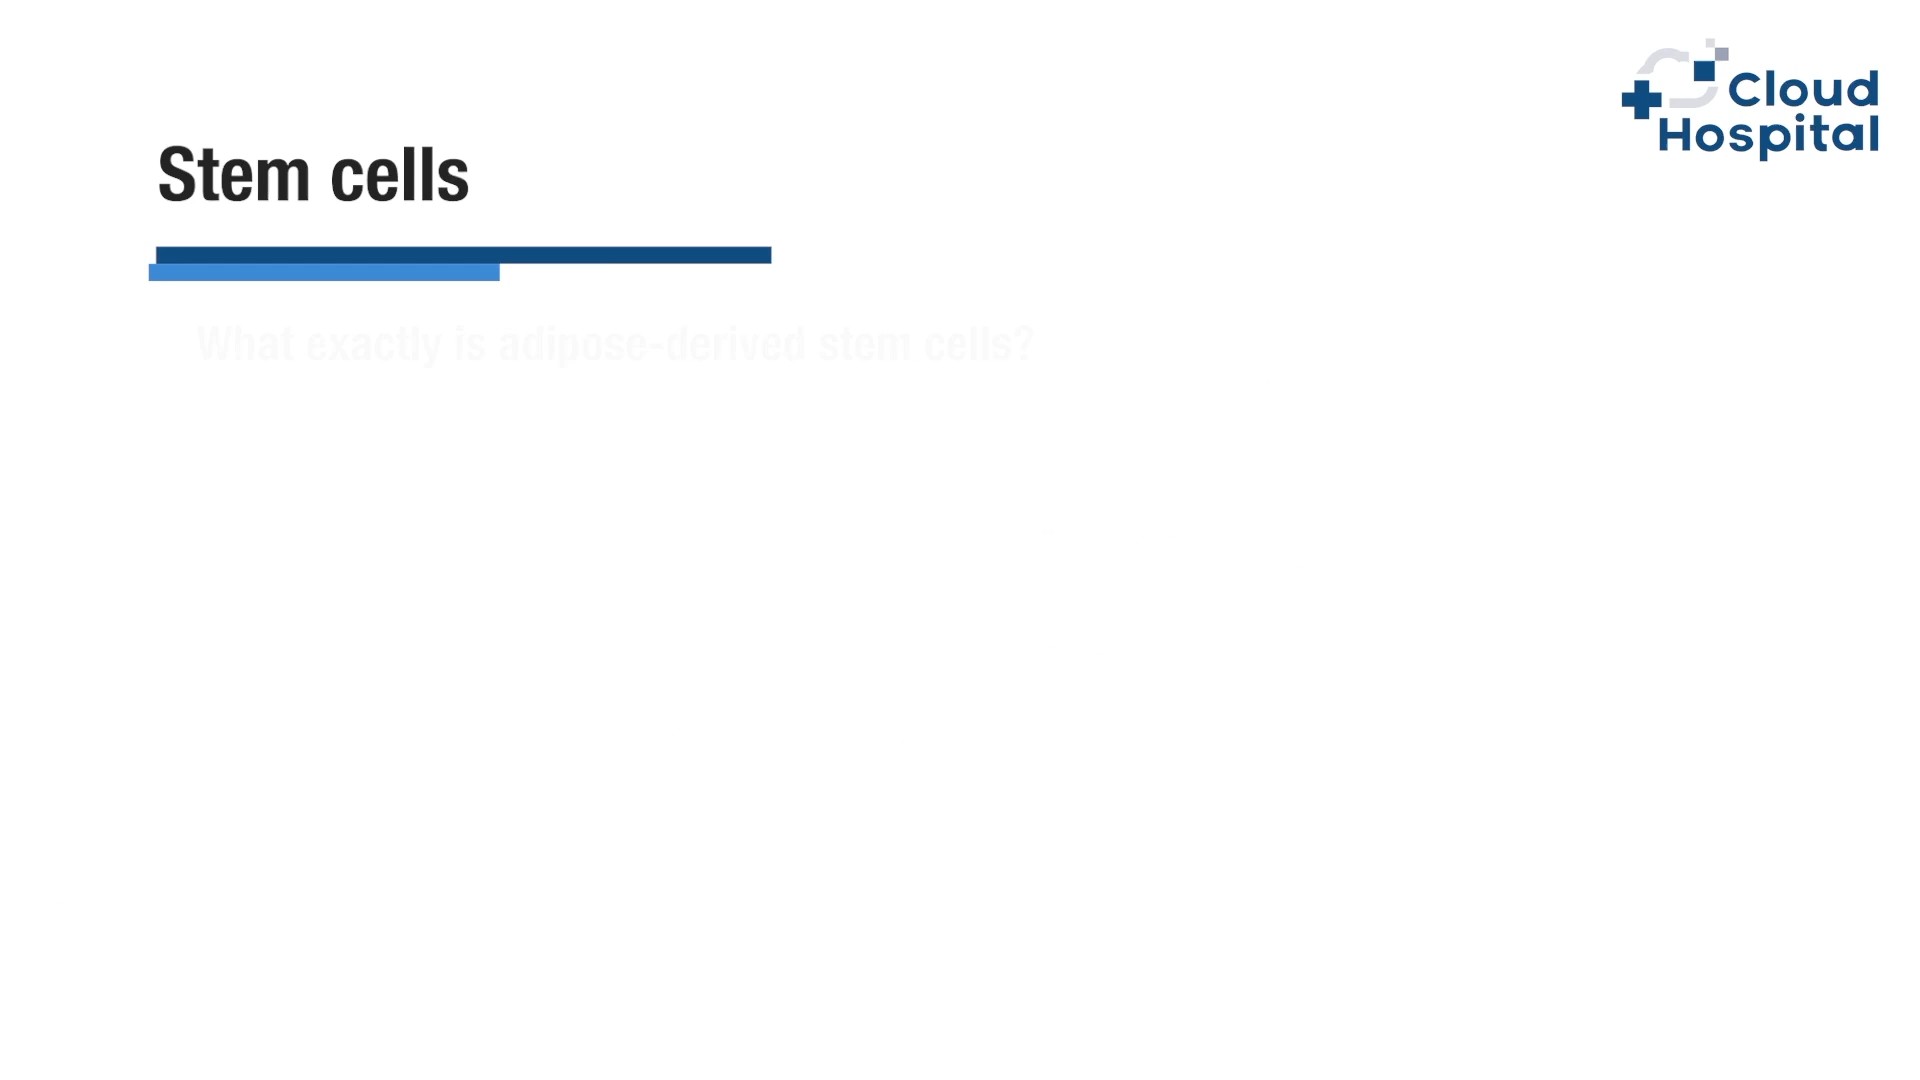 Cloud
Hospital
Stem cells
What exactly is adipose-derived stem cells?